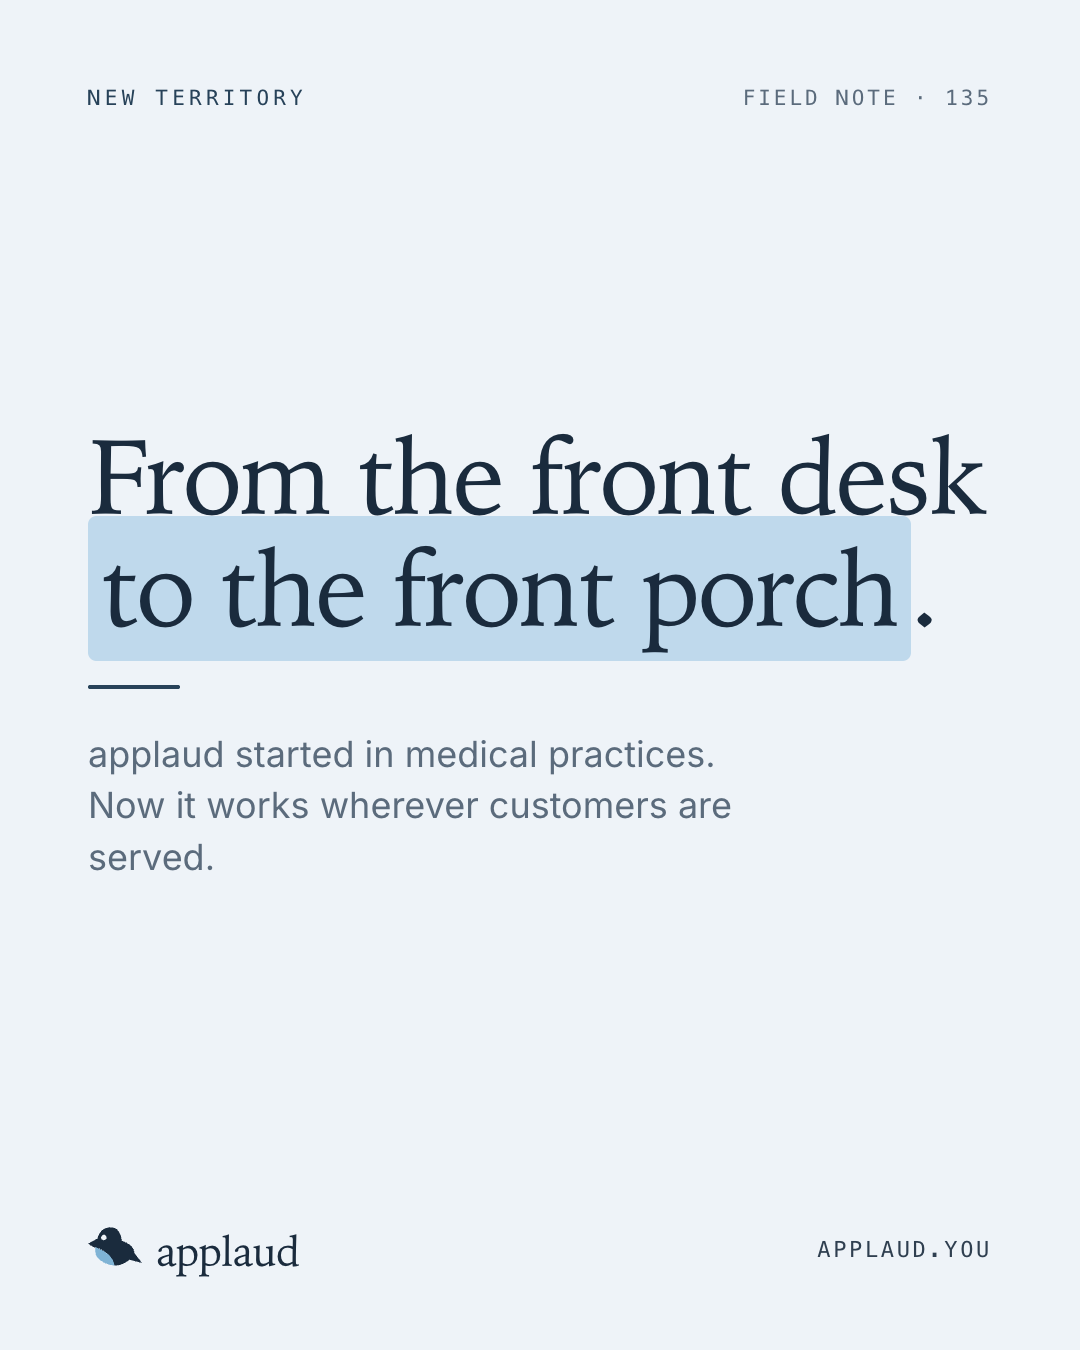 NEW TERRITORY
FIELD NOTE · 135
From the front desk
to the front porch.
applaud started in medical practices.
Now it works wherever customers are
served.
applaud
APPLAUD.YOU